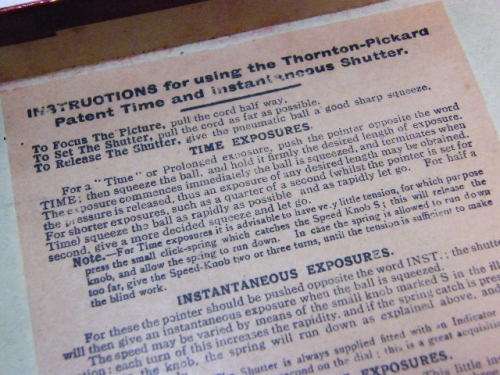 INSTRUCTIONS for using the Thornton-Pickard
Patent Time and Instantaneous Shutter.
To Focus The Picture, pull the cord half way.
To Set The Shutter, pull the cord as far as possible.
To Release The Shutter, give the pneumatic ball a good sharp squeeze.
TIME EXPOSURES.
For a "Time" or Prolonged exposure, push the pointer opposite the word
TIME; then squeeze the ball, and hold it firmly the desired length of exposure.
The exposure commences immediately the ball is squeezed, and terminates when
the pressure is released, thus an exposure of any desired length may be obtained.
For shorter exposures, such as a quarter of a second (whilst the pointer is set for
Time) squeeze the ball as rapidly as possible and as rapidly let go. For half a
second, give a more decided squeeze and let go.
Note.—For Time exposures it is advisable to have very little tension, for which purpose
press the small click-spring which catches the Speed Knob S; this will release the
knob, and allow the spring to run down. In case the spring is allowed to run down
too far, give the Speed-Knob two or three turns, until the tension is sufficient to make
the blind work.
INSTANTANEOUS EXPOSURES.
For these the pointer should be pushed opposite the word INST.; the shutter
will then give an instantaneous exposure when the ball is squeezed.
The speed may be varied by means of the small knob marked S in the
: each turn of this increases the rapidity, and if the spring catch is
the knob, the spring will run down as explained above, and
Shutter is always supplied fitted with an Indicator
second on the dial; this is a great
EXPOSURES.